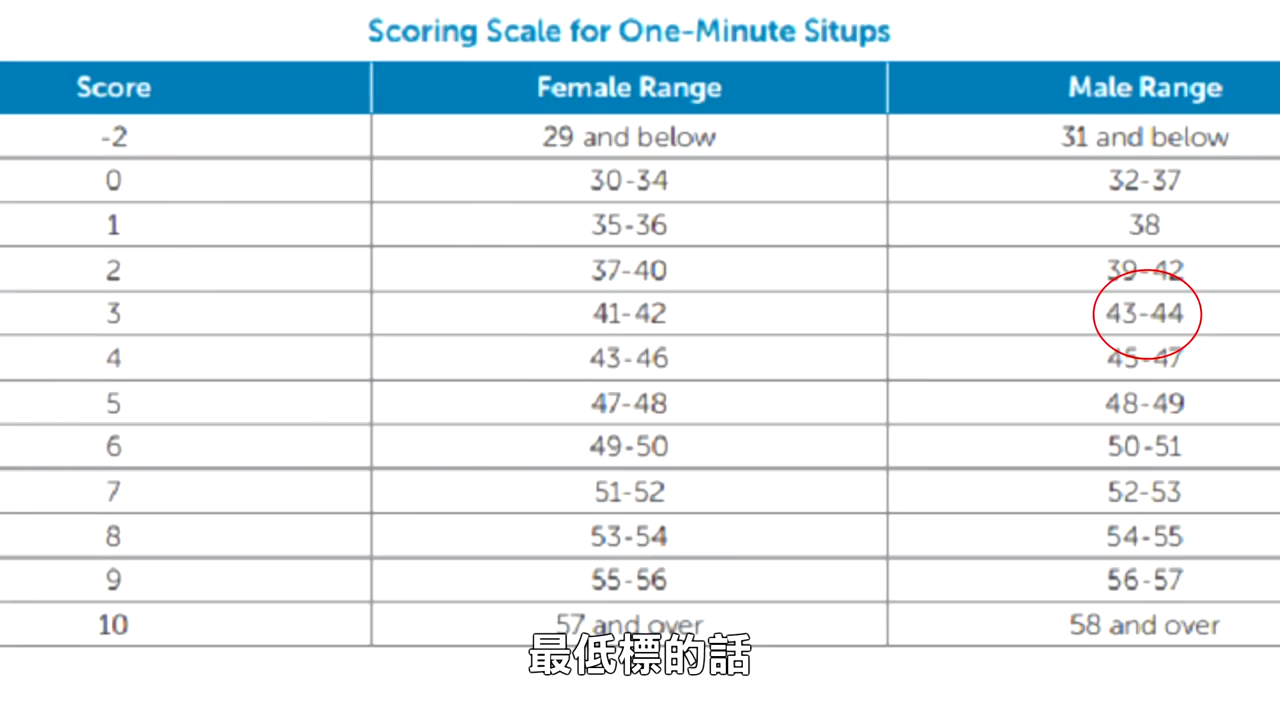 Scoring Scale for One-Minute Situps
Score Female Range Male Range
-2 29 and below 31 and below
0 30-34 32-37
1 35-36 38
2 37-40 39-42
3 41-42 43-44
4 43-46 45-47
5 47-48 48-49
6 49-50 50-51
7 51-52 52-53
8 53-54 54-55
9 55-56 56-57
10 57 and over 58 and over
最低標的話